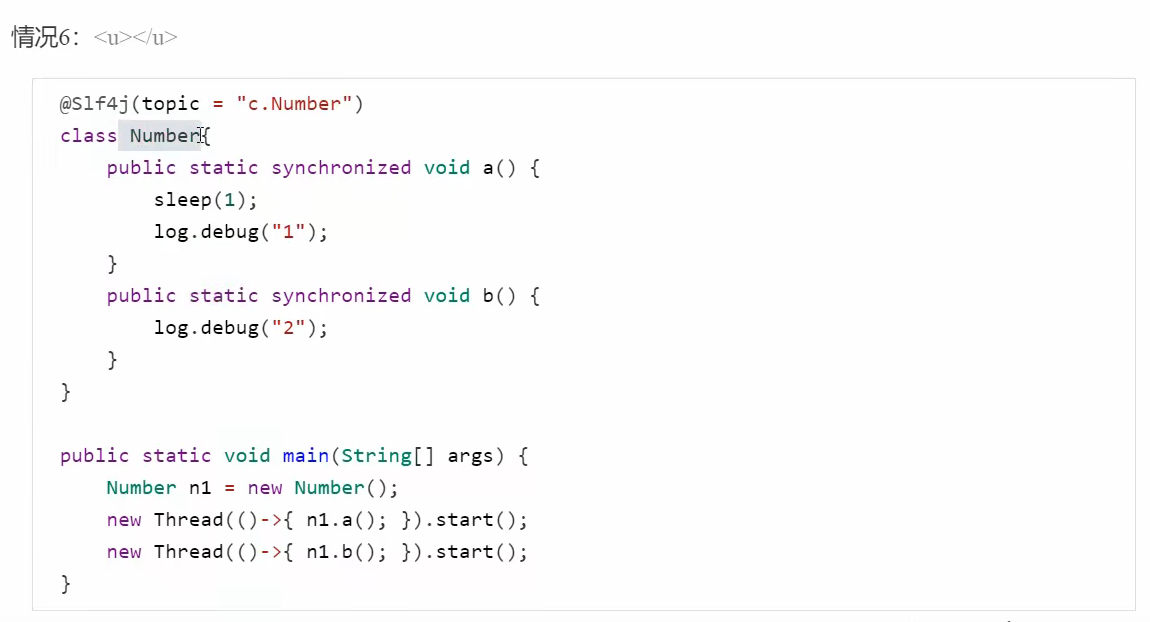 情况6：<u></u>
@Slf4j(topic = "c.Number")
class Number{
    public static synchronized void a() {
        sleep(1);
        log.debug("1");
    }
    public static synchronized void b() {
        log.debug("2");
    }
}

public static void main(String[] args) {
    Number n1 = new Number();
    new Thread(()->{ n1.a(); }).start();
    new Thread(()->{ n1.b(); }).start();
}